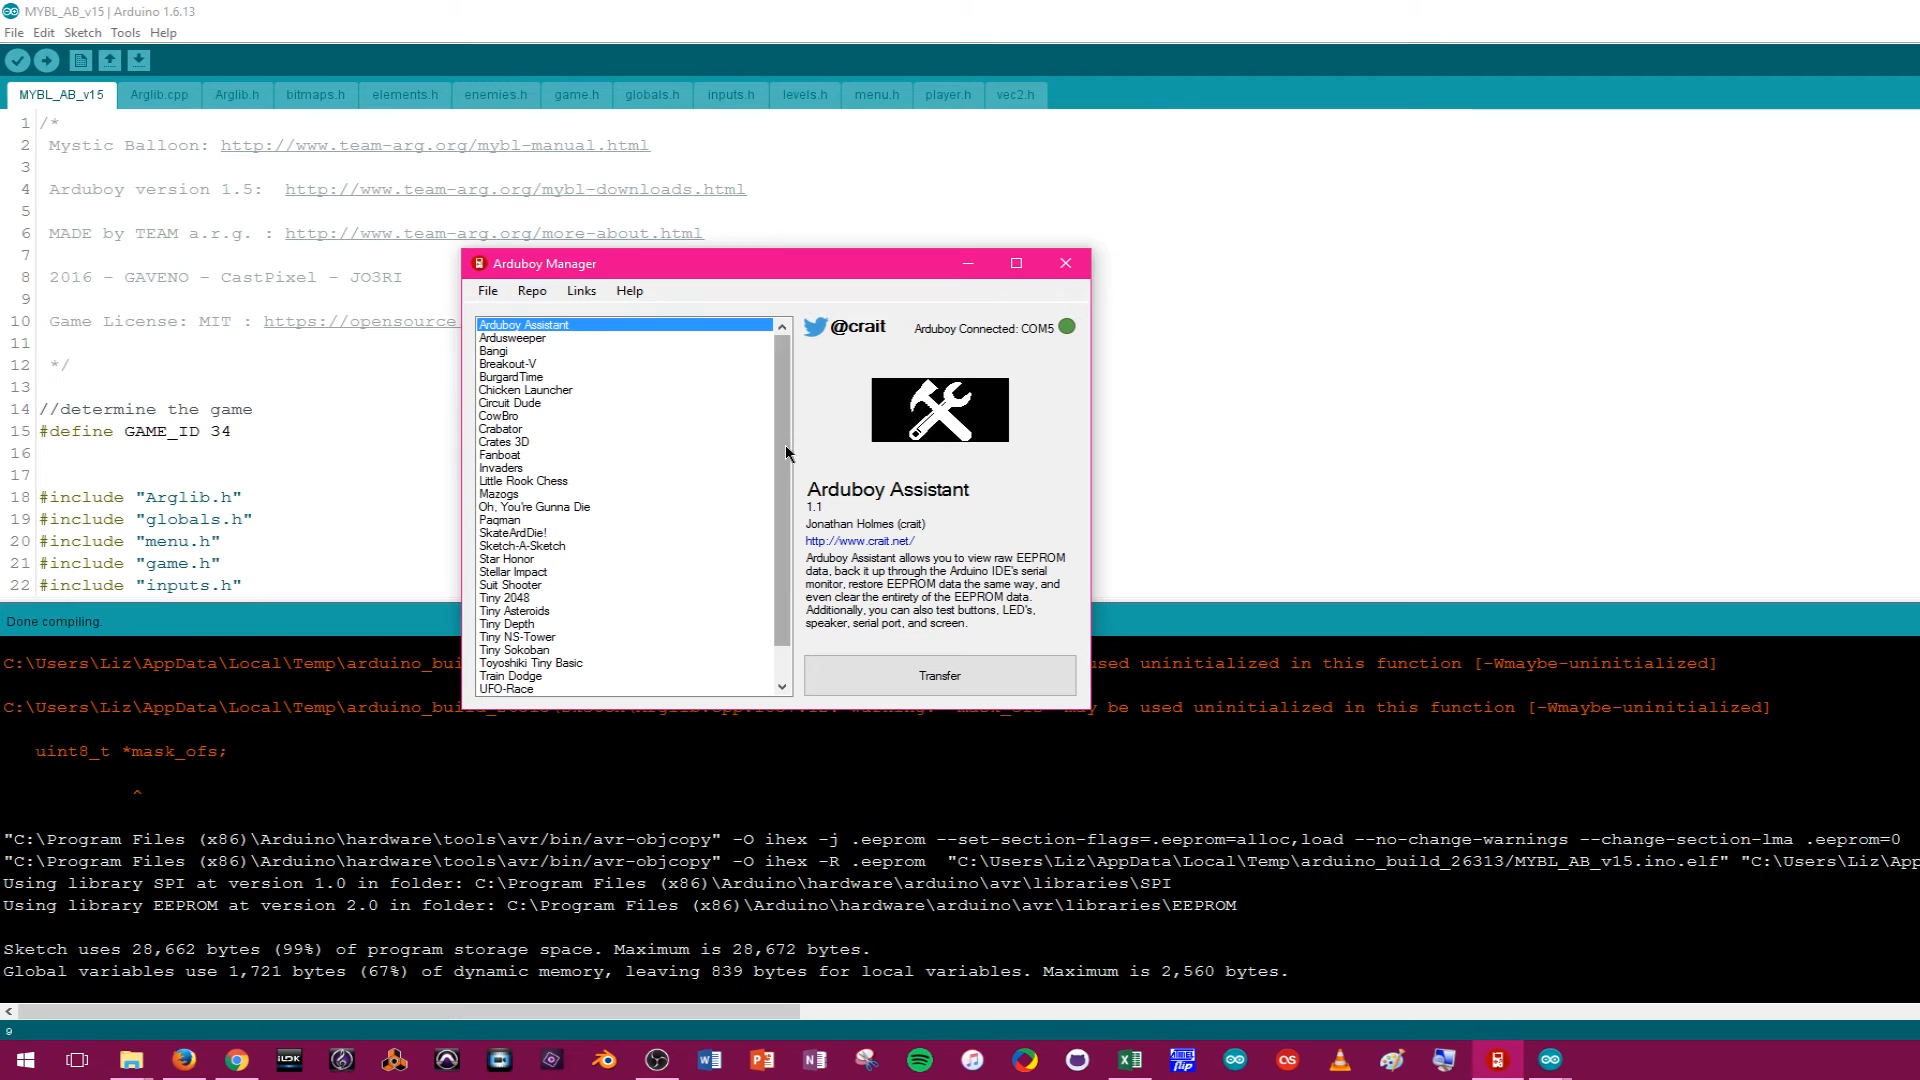 MYBL_AB_v15 | Arduino 1.6.13
File Edit Sketch Tools Help
MYBL_AB_v15 Arglib.cpp Arglib.h bitmaps.h elements.h enemies.h game.h globals.h inputs.h levels.h menu.h player.h vec2.h
1 /*
2 Mystic Balloon: http://www.team-arg.org/mybl-manual.html
3
4 Arduboy version 1.5: http://www.team-arg.org/mybl-downloads.html
5
6 MADE by TEAM a.r.g. : http://www.team-arg.org/more-about.html
7
8 2016 - GAVENO - CastPixel - JO3RI
9
10 Game License: MIT : https://opensource
11
12 */
13
14 //determine the game
15 #define GAME_ID 34
16
17
18 #include "Arglib.h"
19 #include "globals.h"
20 #include "menu.h"
21 #include "game.h"
22 #include "inputs.h"
Arduboy Manager
File Repo Links Help
Arduboy Assistant
Ardusweeper
Bangi
Breakout-V
BurgardTime
Chicken Launcher
Circuit Dude
CowBro
Crabator
Crates 3D
Fanboat
Invaders
Little Rook Chess
Mazogs
Oh, You're Gunna Die
Paqman
SkateArdDie!
Sketch-A-Sketch
Star Honor
Stellar Impact
Suit Shooter
Tiny 2048
Tiny Asteroids
Tiny Depth
Tiny NS-Tower
Tiny Sokoban
Toyoshiki Tiny Basic
Train Dodge
UFO-Race
@crait Arduboy Connected: COM5
Arduboy Assistant
1.1
Jonathan Holmes (crait)
http://www.crait.net/
Arduboy Assistant allows you to view raw EEPROM
data, back it up through the Arduino IDE's serial
monitor, restore EEPROM data the same way, and
even clear the entirety of the EEPROM data.
Additionally, you can also test buttons, LED's,
speaker, serial port, and screen.
Transfer
Done compiling.
C:\Users\Liz\AppData\Local\Temp\arduino_bui used uninitialized in this function [-Wmaybe-uninitialized]
C:\Users\Liz\AppData\Local\Temp\arduino_build may be used uninitialized in this function [-Wmaybe-uninitialized]
uint8_t *mask_ofs;
^
"C:\Program Files (x86)\Arduino\hardware\tools\avr/bin/avr-objcopy" -O ihex -j .eeprom --set-section-flags=.eeprom=alloc,load --no-change-warnings --change-section-lma .eeprom=0
"C:\Program Files (x86)\Arduino\hardware\tools\avr/bin/avr-objcopy" -O ihex -R .eeprom "C:\Users\Liz\AppData\Local\Temp\arduino_build_26313/MYBL_AB_v15.ino.elf" "C:\Users\Liz\App
Using library SPI at version 1.0 in folder: C:\Program Files (x86)\Arduino\hardware\arduino\avr\libraries\SPI
Using library EEPROM at version 2.0 in folder: C:\Program Files (x86)\Arduino\hardware\arduino\avr\libraries\EEPROM
Sketch uses 28,662 bytes (99%) of program storage space. Maximum is 28,672 bytes.
Global variables use 1,721 bytes (67%) of dynamic memory, leaving 839 bytes for local variables. Maximum is 2,560 bytes.
9